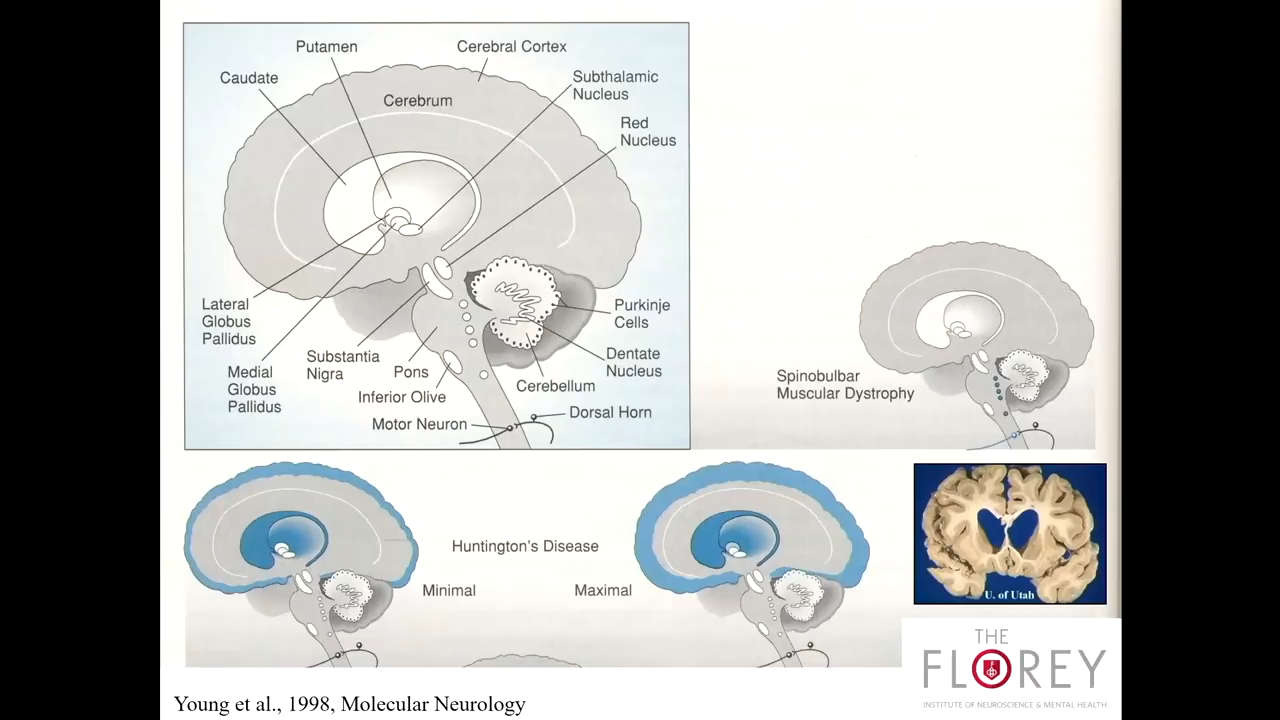 Putamen
Cerebral Cortex
Caudate
Subthalamic
Nucleus
Cerebrum
Red
Nucleus
Lateral
Globus
Pallidus
Purkinje
Cells
Substantia
Nigra
Pons
Dentate
Nucleus
Medial
Globus
Pallidus
Inferior Olive
Cerebellum
Motor Neuron
Dorsal Horn
Spinobulbar
Muscular Dystrophy
Huntington's Disease
Minimal
Maximal
U. of Utah
THE
FLOREY
INSTITUTE OF NEUROSCIENCE & MENTAL HEALTH
Young et al., 1998, Molecular Neurology